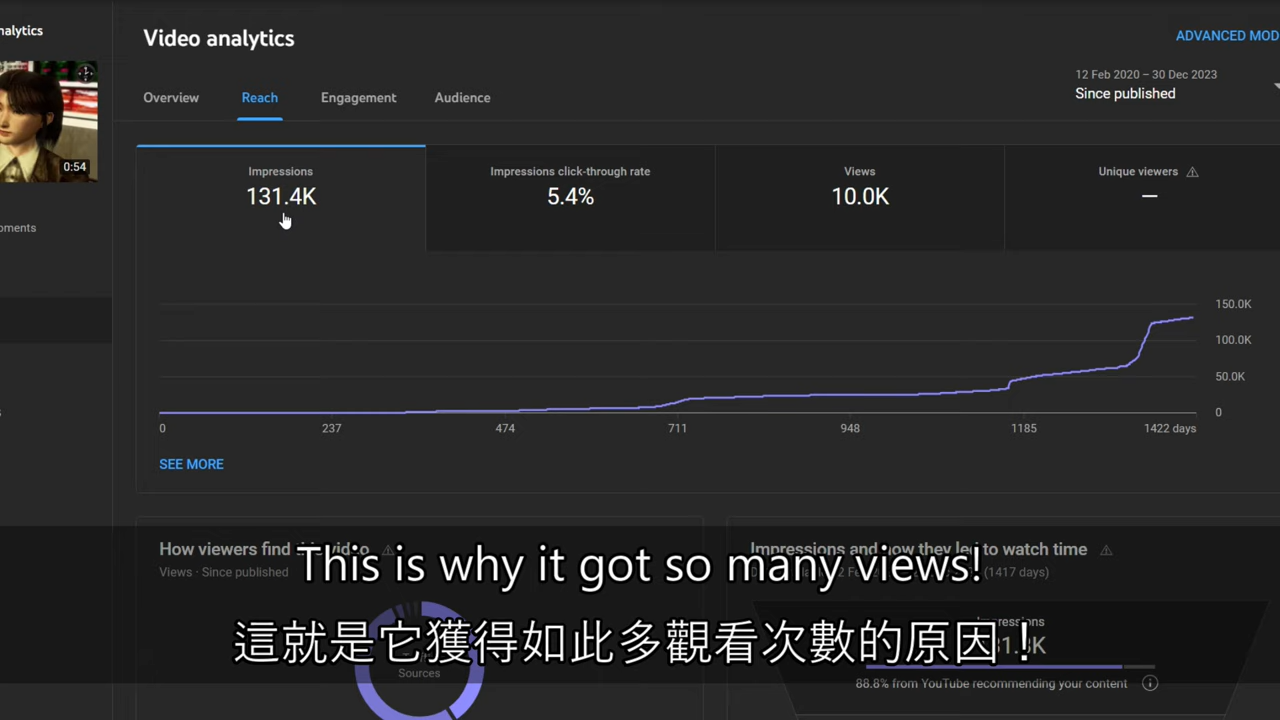 nalytics
Video analytics
ADVANCED MOD
12 Feb 2020 – 30 Dec 2023
Since published
Overview
Reach
Engagement
Audience
0:54
Impressions
131.4K
Impressions click-through rate
5.4%
Views
10.0K
Unique viewers
—
oments
150.0K
100.0K
50.0K
0
0
237
474
711
948
1185
1422 days
SEE MORE
How viewers find this video
Views · Since published
Impressions and how they led to watch time
(1417 days)
This is why it got so many views!
這就是它獲得如此多觀看次數的原因！
Impressions
Sources
88.8% from YouTube recommending your content